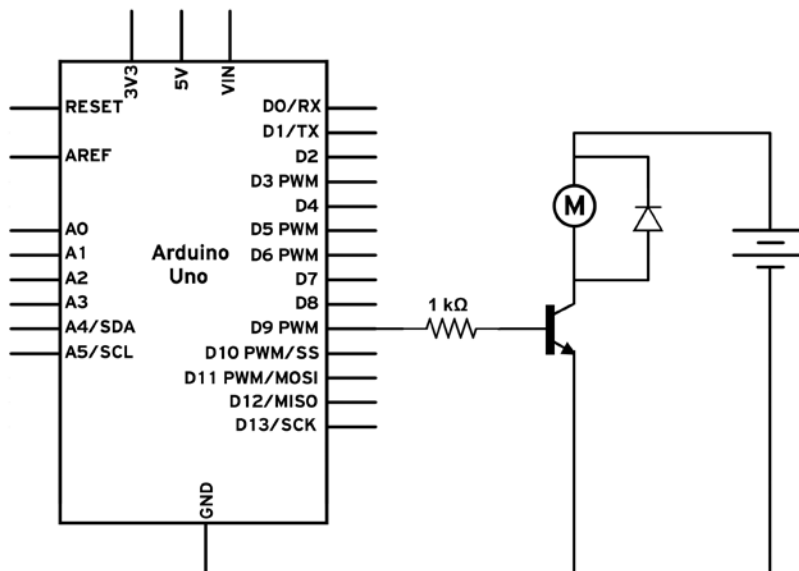 3V3
5V
VIN
RESET
AREF
A0
A1
A2
A3
A4/SDA
A5/SCL
Arduino
Uno
D0/RX
D1/TX
D2
D3 PWM
D4
D5 PWM
D6 PWM
D7
D8
D9 PWM
D10 PWM/SS
D11 PWM/MOSI
D12/MISO
D13/SCK
GND
1 kΩ
M